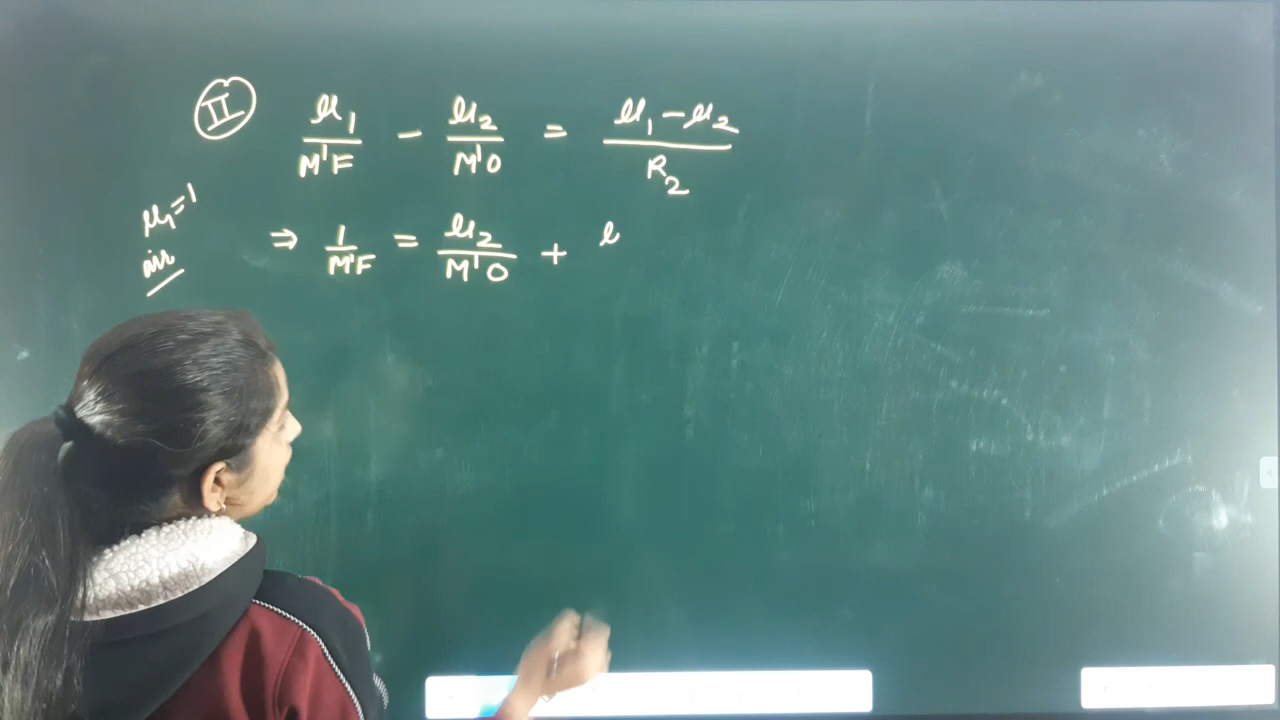 II μ₁/M'F - μ₂/M'O = μ₁-μ₂/R₂
μ₁=1
air
⇒ 1/M'F = μ₂/M'O +